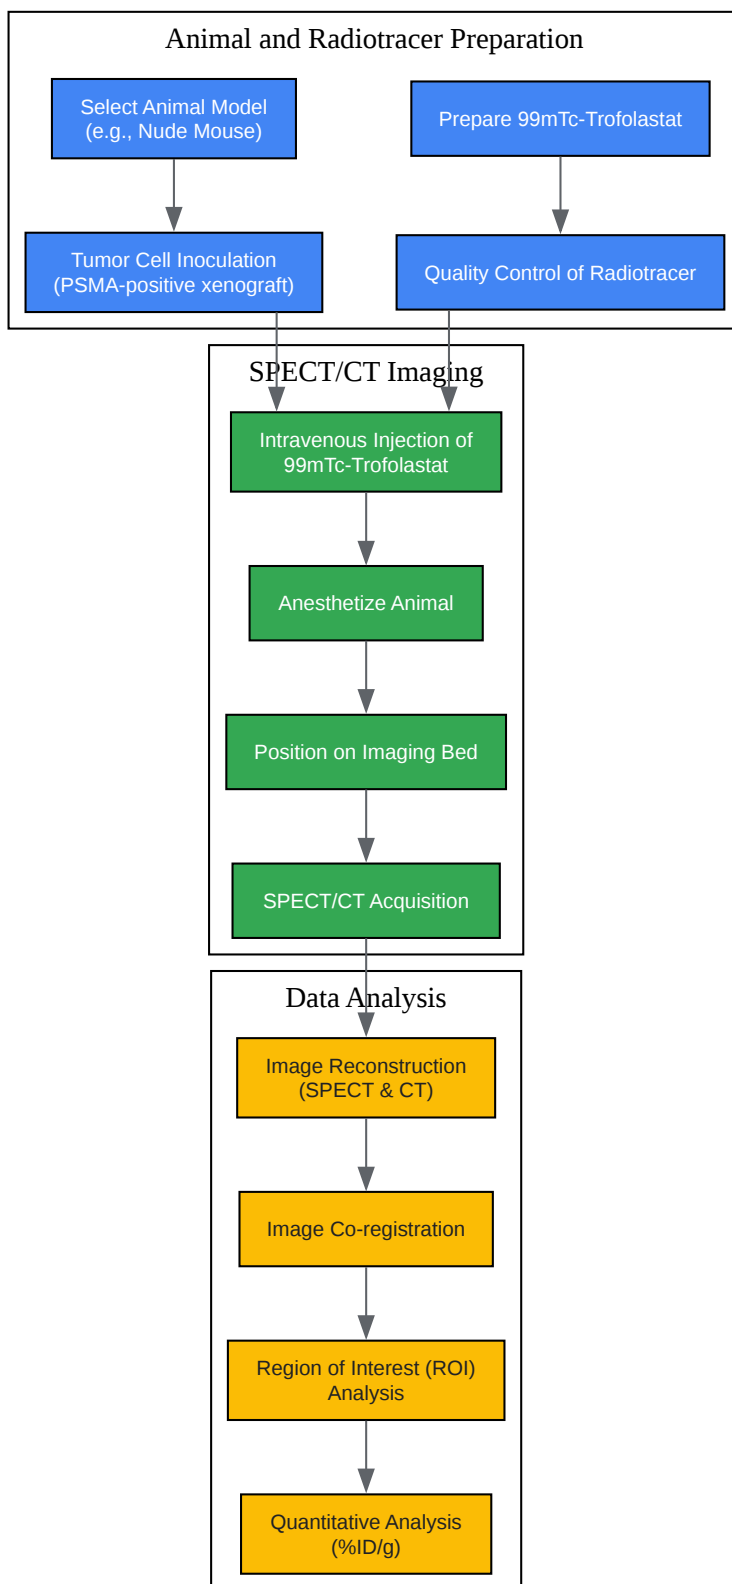 Animal and Radiotracer Preparation
Select Animal Model
(e.g., Nude Mouse)
Prepare 99mTc-Trofolastat
Tumor Cell Inoculation
(PSMA-positive xenograft)
Quality Control of Radiotracer
SPECT/CT Imaging
Intravenous Injection of
99mTc-Trofolastat
Anesthetize Animal
Position on Imaging Bed
SPECT/CT Acquisition
Data Analysis
Image Reconstruction
(SPECT & CT)
Image Co-registration
Region of Interest (ROI)
Analysis
Quantitative Analysis
(%ID/g)